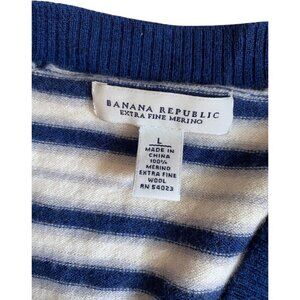 BANANA REPUBLIC
EXTRA FINE MERINO
L
MADE IN
CHINA
100%
MERINO
EXTRA FINE
WOOL
RN 54023